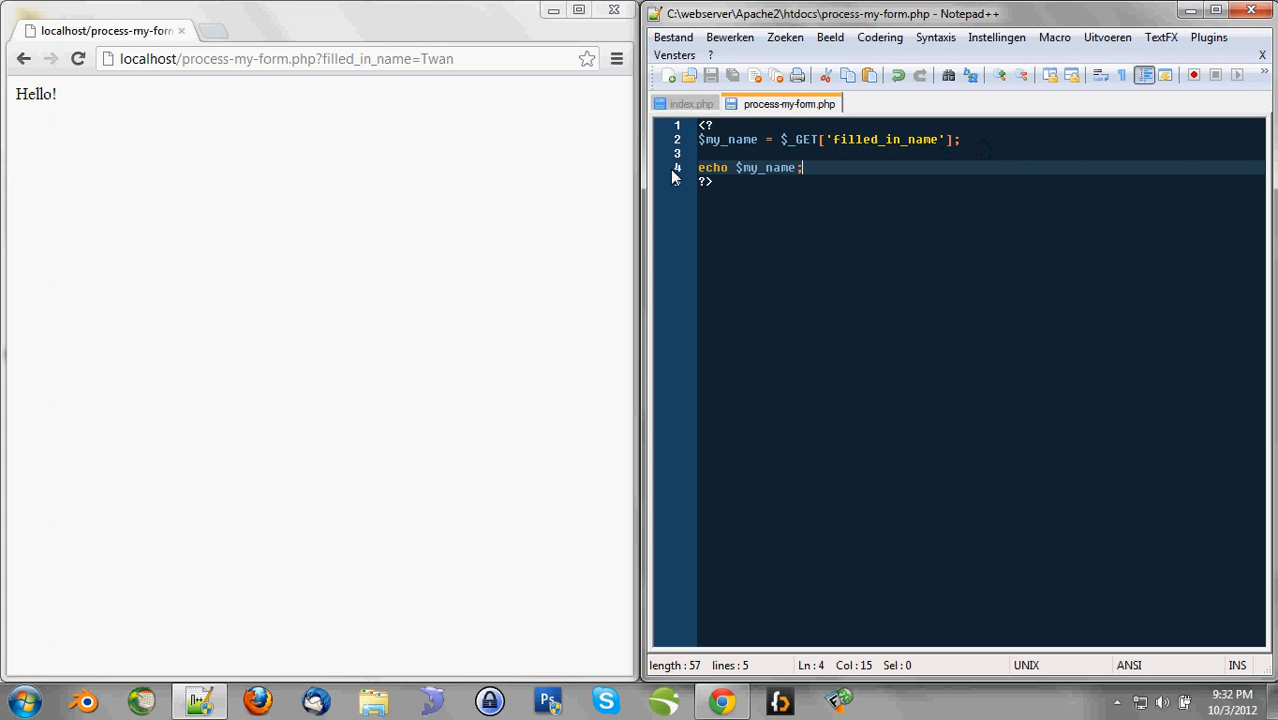 localhost/process-my-form
localhost/process-my-form.php?filled_in_name=Twan
Hello!
C:\webserver\Apache2\htdocs\process-my-form.php - Notepad++
Bestand Bewerken Zoeken Beeld Codering Syntaxis Instellingen Macro Uitvoeren TextFX Plugins
Vensters ? X
index.php process-my-form.php
1 <?
2 $my_name = $_GET['filled_in_name'];
3
4 echo $my_name;
5 ?>
length : 57 lines : 5 Ln : 4 Col : 15 Sel : 0 UNIX ANSI INS
9:32 PM
10/3/2012